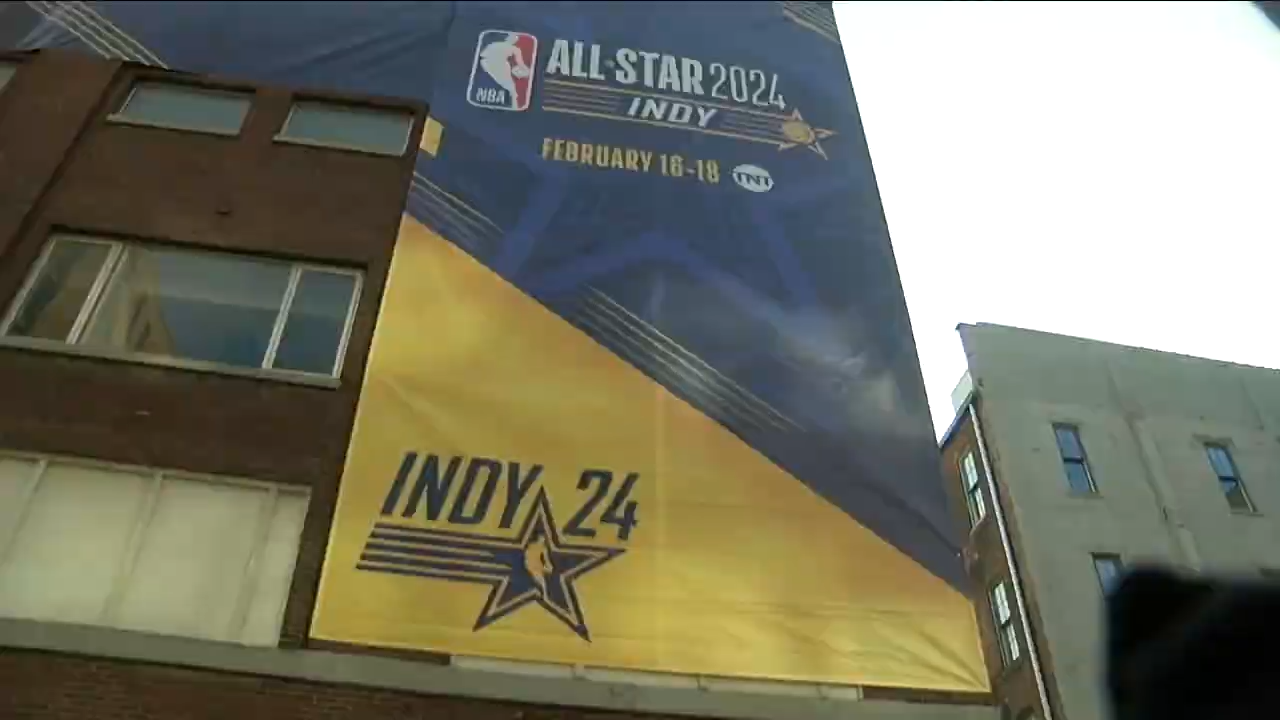 NBA
ALL-STAR 2024
INDY
FEBRUARY 16-18 TNT
INDY 24